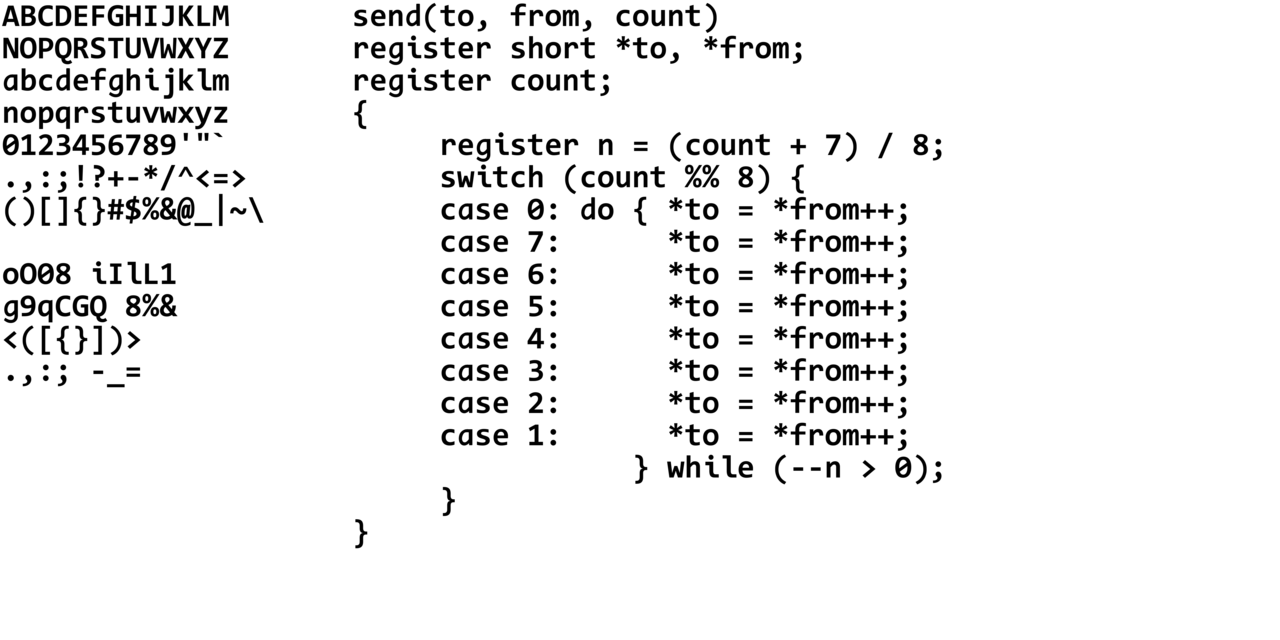 ABCDEFGHIJKLM
NOPQRSTUVWXYZ
abcdefghijklm
nopqrstuvwxyz
0123456789'"`
.,:;!?+-*/^<=>
()[]{}#$%&@_|~\
oO08 iIlL1
g9qCGQ 8%&
<([{}])>
.,:; -_=
send(to, from, count)
register short *to, *from;
register count;
{
     register n = (count + 7) / 8;
     switch (count %% 8) {
     case 0: do { *to = *from++;
     case 7:      *to = *from++;
     case 6:      *to = *from++;
     case 5:      *to = *from++;
     case 4:      *to = *from++;
     case 3:      *to = *from++;
     case 2:      *to = *from++;
     case 1:      *to = *from++;
                } while (--n > 0);
     }
}